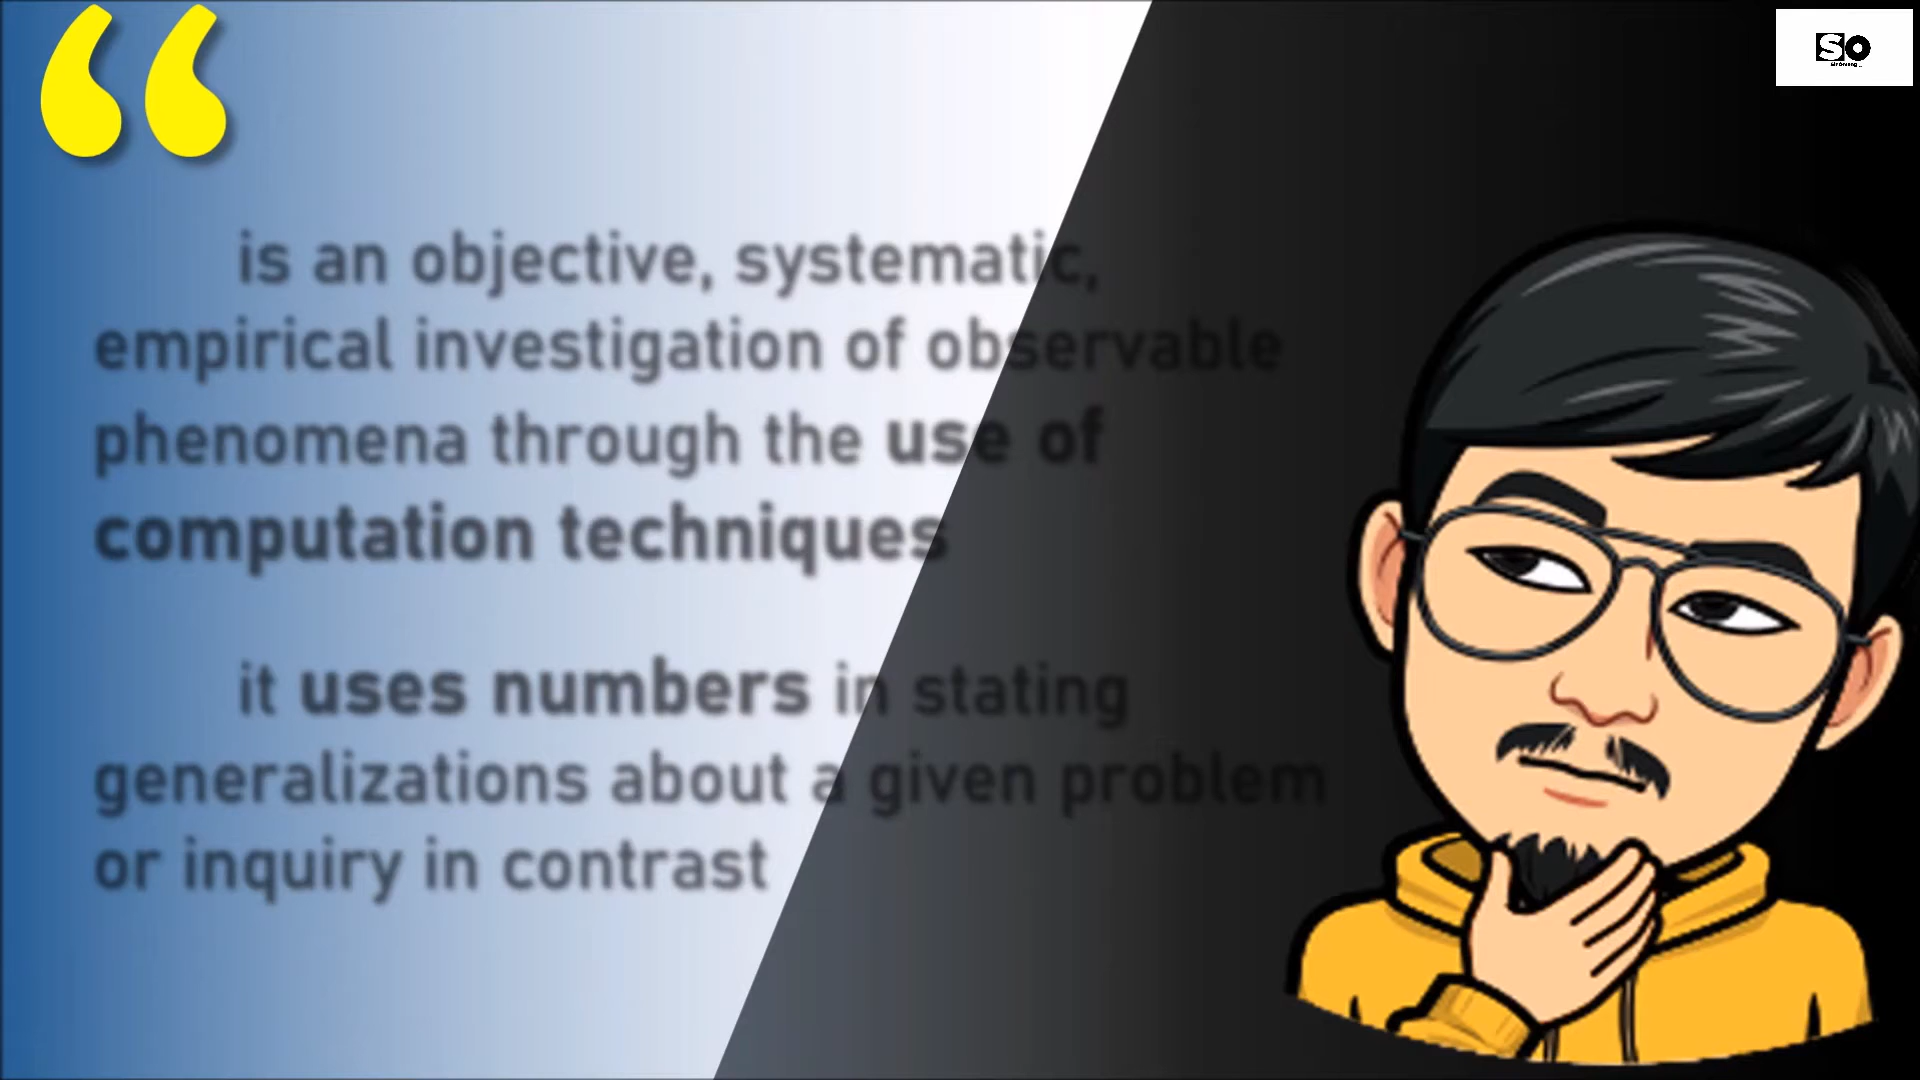 SO
is an objective, systematic,
empirical investigation of observable
phenomena through the use of
computation techniques
it uses numbers in stating
generalizations about a given problem
or inquiry in contrast